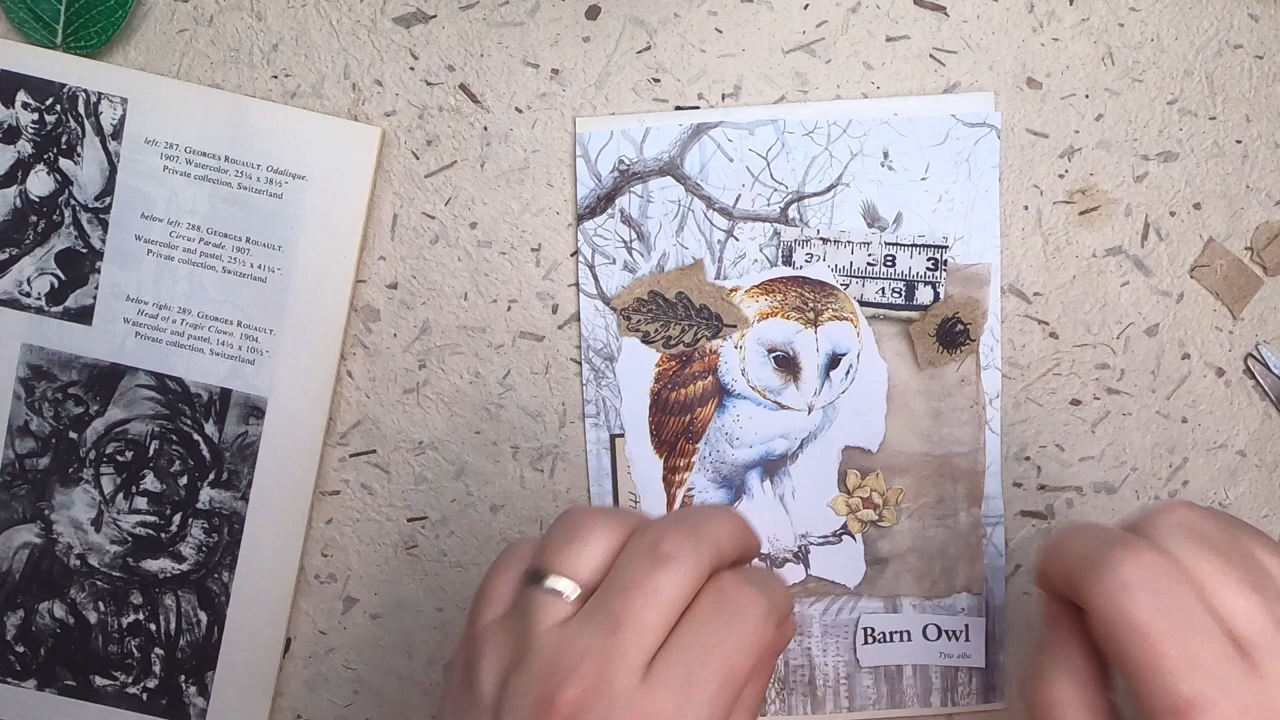 left: 287. GEORGES ROUAULT. Odalisque.
1907. Watercolor, 25¼ x 38½"
Private collection, Switzerland
below left: 288. GEORGES ROUAULT.
Circus Parade. 1907.
Watercolor and pastel, 25½ x 41¼".
Private collection, Switzerland
below right: 289. GEORGES ROUAULT.
Head of a Tragic Clown. 1904.
Watercolor and pastel, 14½ x 10½".
Private collection, Switzerland
38 3
48
Barn Owl
Tyto alba